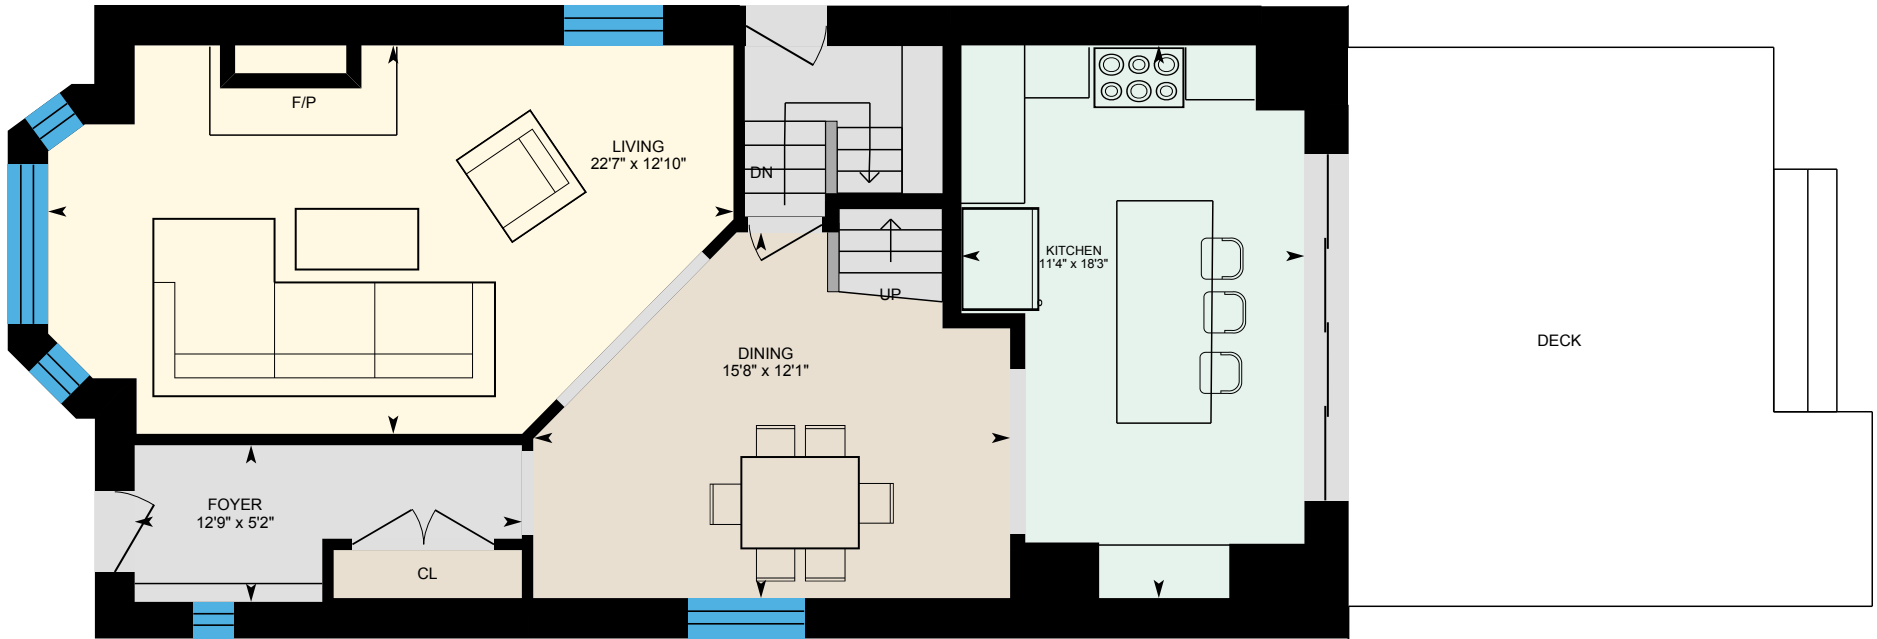 F/P
LIVING
22'7" x 12'10"
DN
UP
KITCHEN
11'4" x 18'3"
DINING
15'8" x 12'1"
DECK
FOYER
12'9" x 5'2"
CL